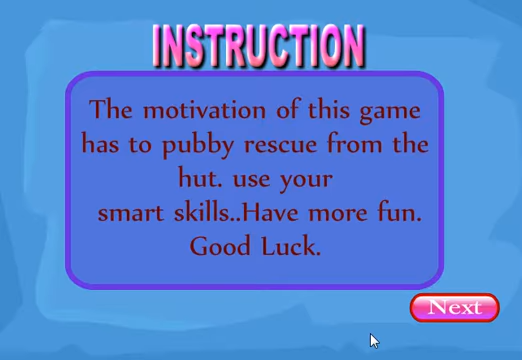 INSTRUCTION
The motivation of this game
has to pubby rescue from the
hut. use your
smart skills..Have more fun.
Good Luck.
Next